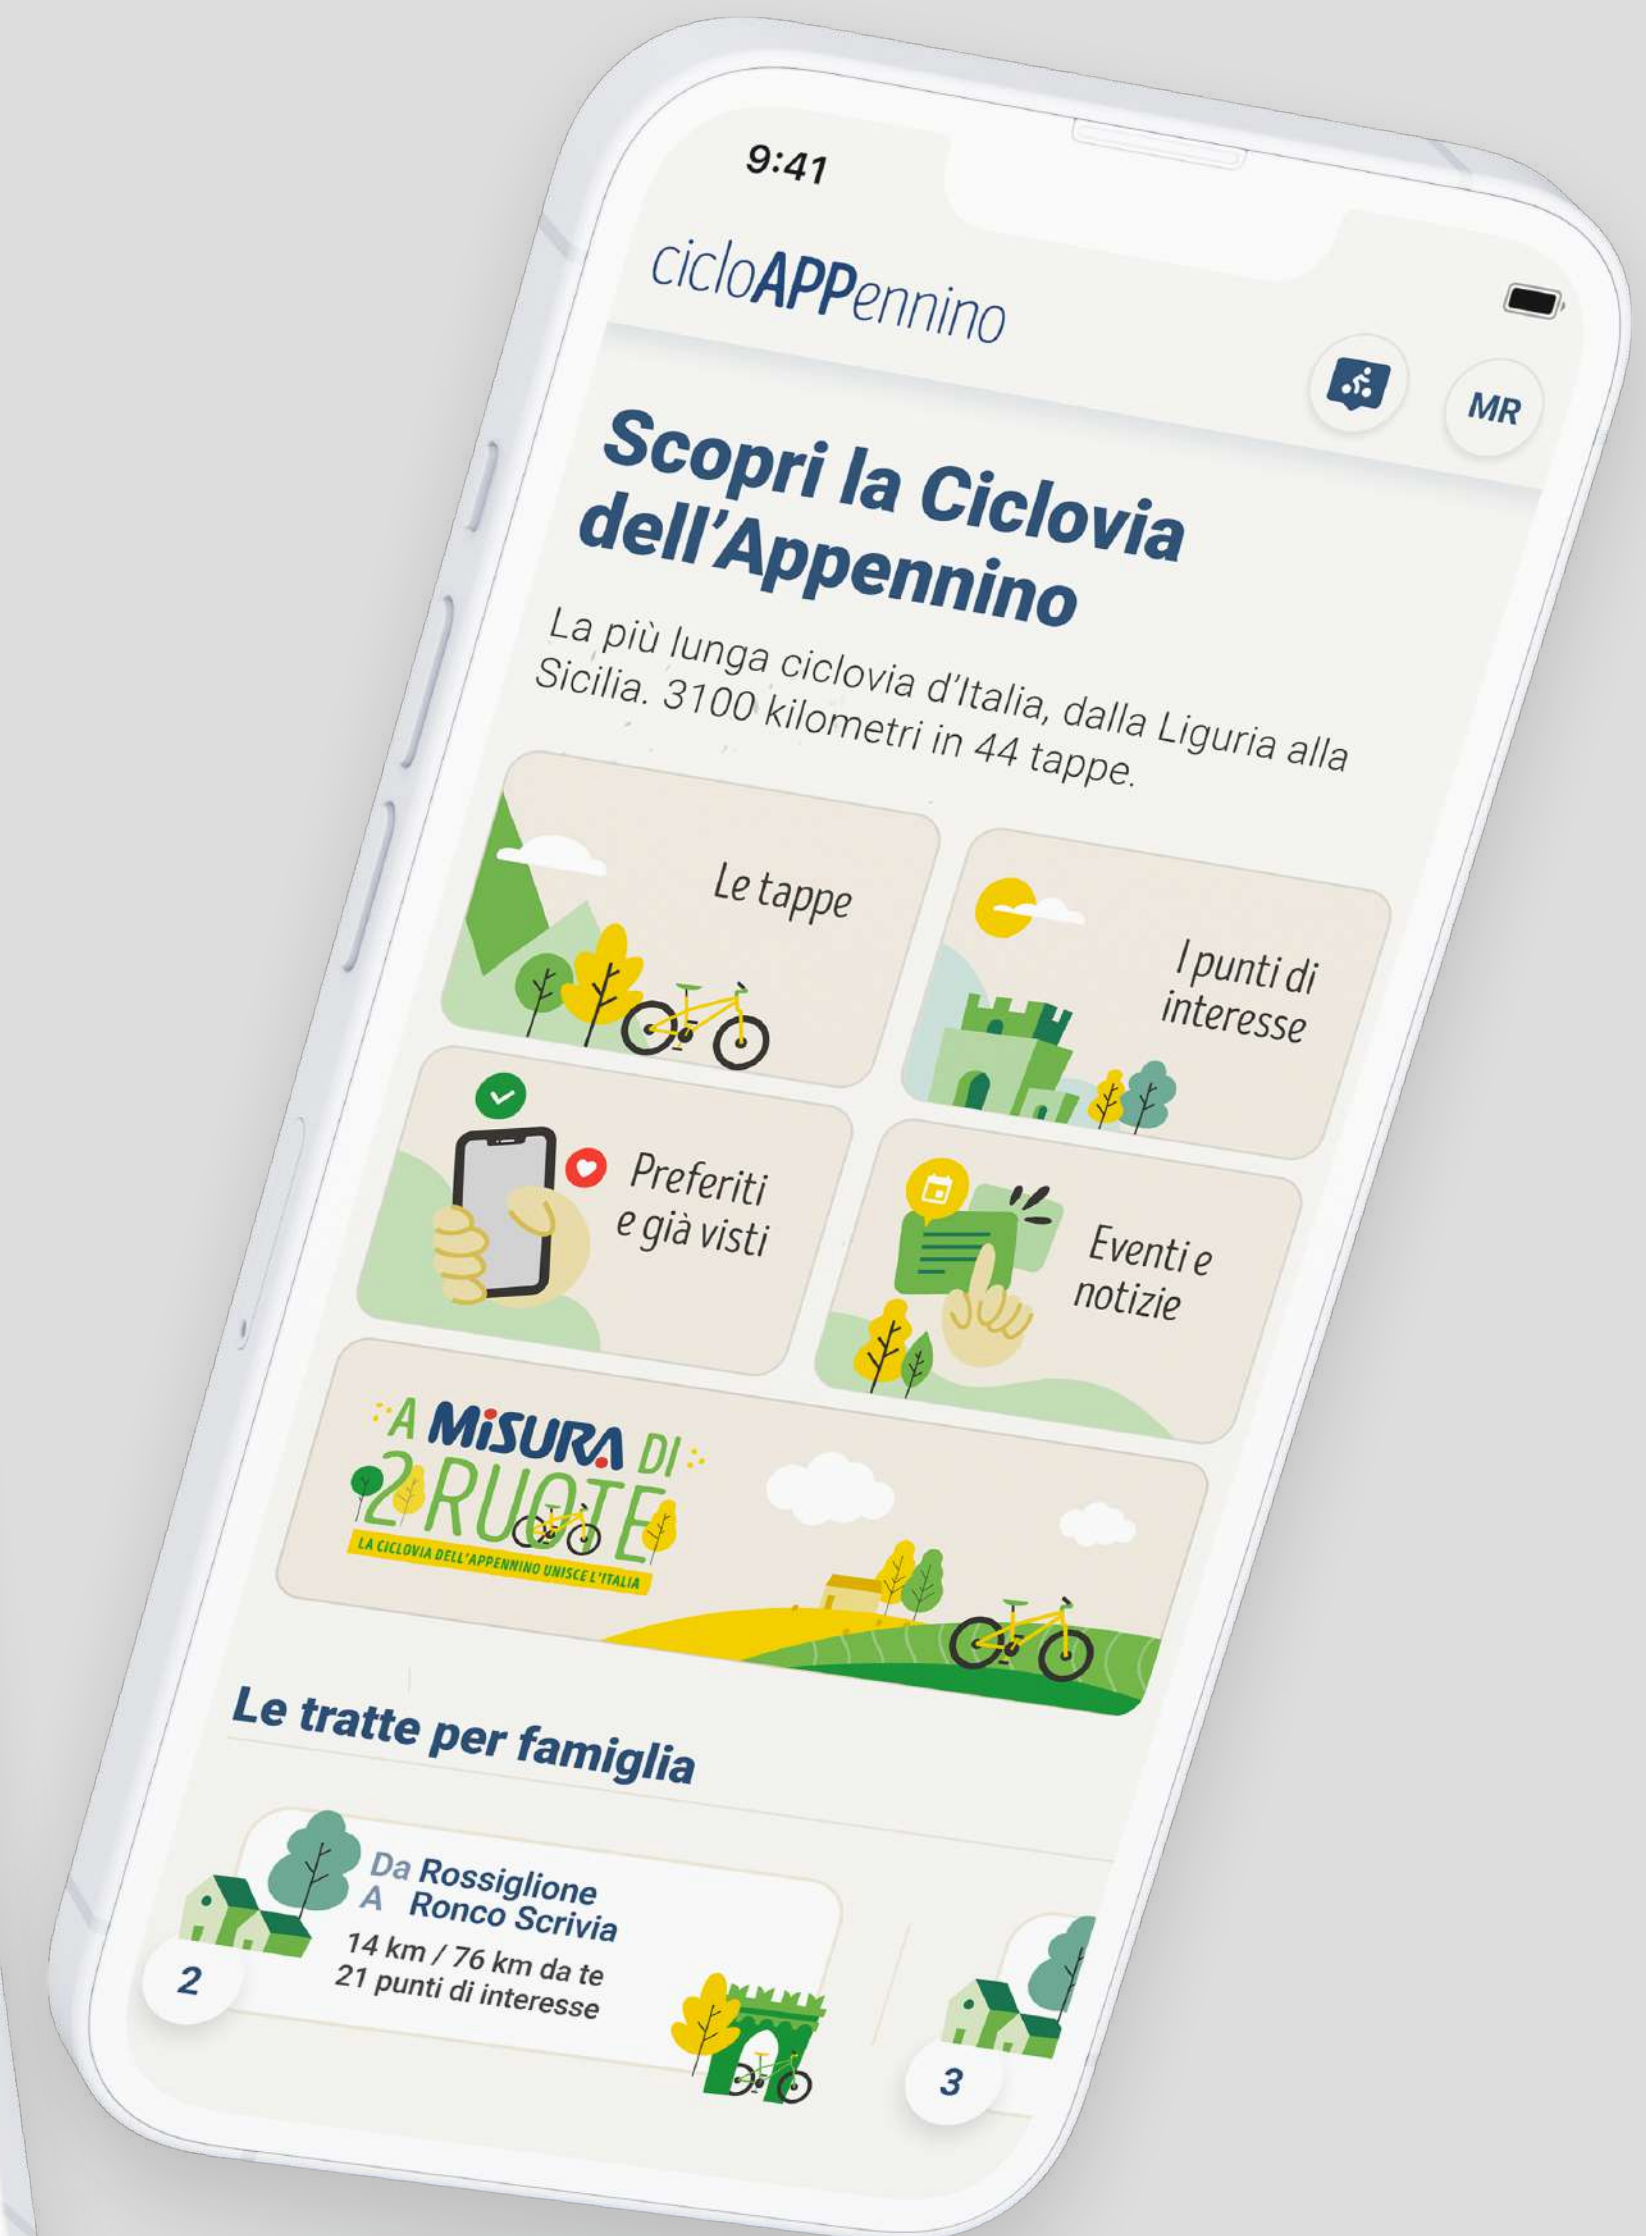 9:41
cicloAPPennino
MR
Scopri la Ciclovia
dell'Appennino
La più lunga ciclovia d'Italia, dalla Liguria alla
Sicilia. 3100 kilometri in 44 tappe.
Le tappe
I punti di
interesse
Preferiti
e già visti
Eventi e
notizie
A MiSURA DI
2 RUOTE
LA CICLOVIA DELL'APPENNINO UNISCE L'ITALIA
Le tratte per famiglia
Da Rossiglione
A Ronco Scrivia
14 km / 76 km da te
21 punti di interesse
2
3